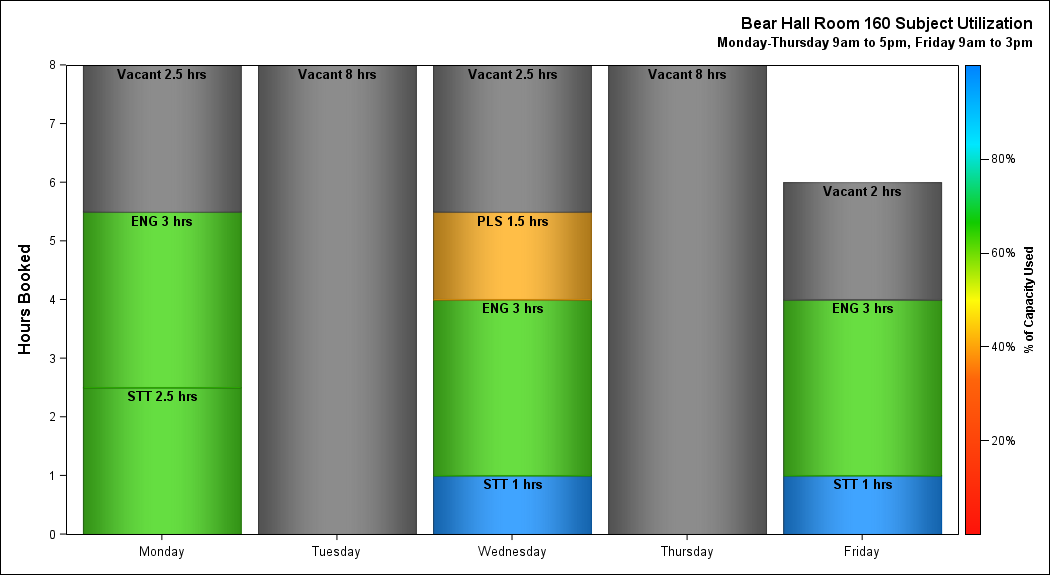 Bear Hall Room 160 Subject Utilization
Monday-Thursday 9am to 5pm, Friday 9am to 3pm
Hours Booked
8
7
6
5
4
3
2
1
0
Vacant 2.5 hrs
ENG 3 hrs
STT 2.5 hrs
Vacant 8 hrs
Vacant 2.5 hrs
PLS 1.5 hrs
ENG 3 hrs
STT 1 hrs
Vacant 8 hrs
Vacant 2 hrs
ENG 3 hrs
STT 1 hrs
Monday
Tuesday
Wednesday
Thursday
Friday
80%
60%
40%
20%
% of Capacity Used